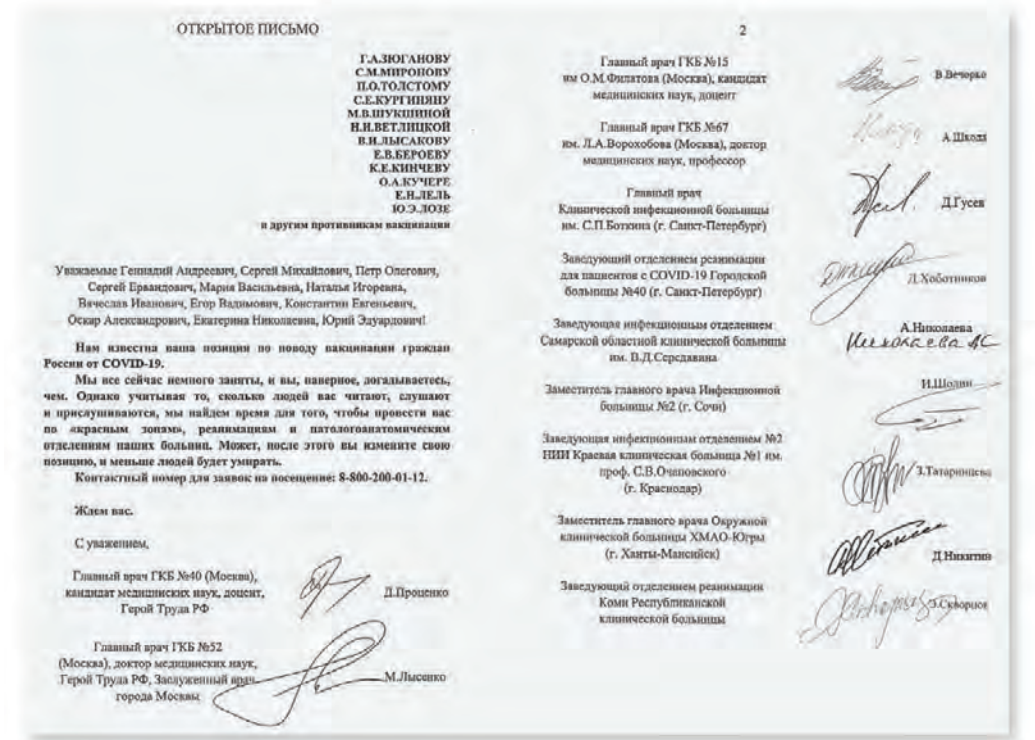 ОТКРЫТОЕ ПИСЬМО
Г.А.ЗЮГАНОВУ
С.М.МИРОНОВУ
П.О.ТОЛСТОМУ
С.Е.КУРГИНЯНУ
М.В.ШУКШИНОЙ
Н.И.ВЕТЛИЦКОЙ
В.И.ЛЫСАКОВУ
Е.В.БЕРОЕВУ
К.Е.КИНЧЕВУ
О.А.КУЧЕРЕ
Е.Н.ЛЕЛЬ
Ю.Э.ЛОЗЕ
и другим противникам вакцинации
Уважаемые Геннадий Андреевич, Сергей Михайлович, Петр Олегович,
Сергей Ервандович, Мария Васильевна, Наталья Игоревна,
Вячеслав Иванович, Егор Вадимович, Константин Евгеньевич,
Оскар Александрович, Екатерина Николаевна, Юрий Эдуардович!
Нам известна ваша позиция по поводу вакцинации граждан
России от COVID-19.
Мы все сейчас немного заняты, и вы, наверное, догадываетесь,
чем. Однако учитывая то, сколько людей вас читают, слушают
и прислушиваются, мы найдем время для того, чтобы провести вас
по «красным зонам», реанимациям и патологоанатомическим
отделениям наших больниц. Может, после этого вы измените свою
позицию, и меньше людей будет умирать.
Контактный номер для заявок на посещение: 8-800-200-01-12.
Ждем вас.
С уважением,
Главный врач ГКБ №40 (Москва),
кандидат медицинских наук, доцент,
Герой Труда РФ
Д.Проценко
Главный врач ГКБ №52
(Москва), доктор медицинских наук,
Герой Труда РФ, Заслуженный врач
города Москвы
М.Лысенко
2
Главный врач ГКБ №15
им О.М.Филатова (Москва), кандидат
медицинских наук, доцент
В.Вечорко
Главный врач ГКБ №67
им. Л.А.Ворохобова (Москва), доктор
медицинских наук, профессор
А.Шкода
Главный врач
Клинической инфекционной больницы
им. С.П.Боткина (г. Санкт-Петербург)
Д.Гусев
Заведующий отделением реанимации
для пациентов с COVID-19 Городской
больницы №40 (г. Санкт-Петербург)
Д.Хоботников
Заведующая инфекционным отделением
Самарской областной клинической больницы
им. В.Д.Середавина
А.Николаева
Николаева АС
Заместитель главного врача Инфекционной
больницы №2 (г. Сочи)
И.Шолин
Заведующая инфекционным отделением №2
НИИ Краевая клиническая больница №1 им.
проф. С.В.Очаповского
(г. Краснодар)
З.Татаринцева
Заместитель главного врача Окружной
клинической больницы ХМАО-Югры
(г. Ханты-Мансийск)
Д.Никитин
Заведующий отделением реанимации
Коми Республиканской
клинической больницы
Э.Скворцов